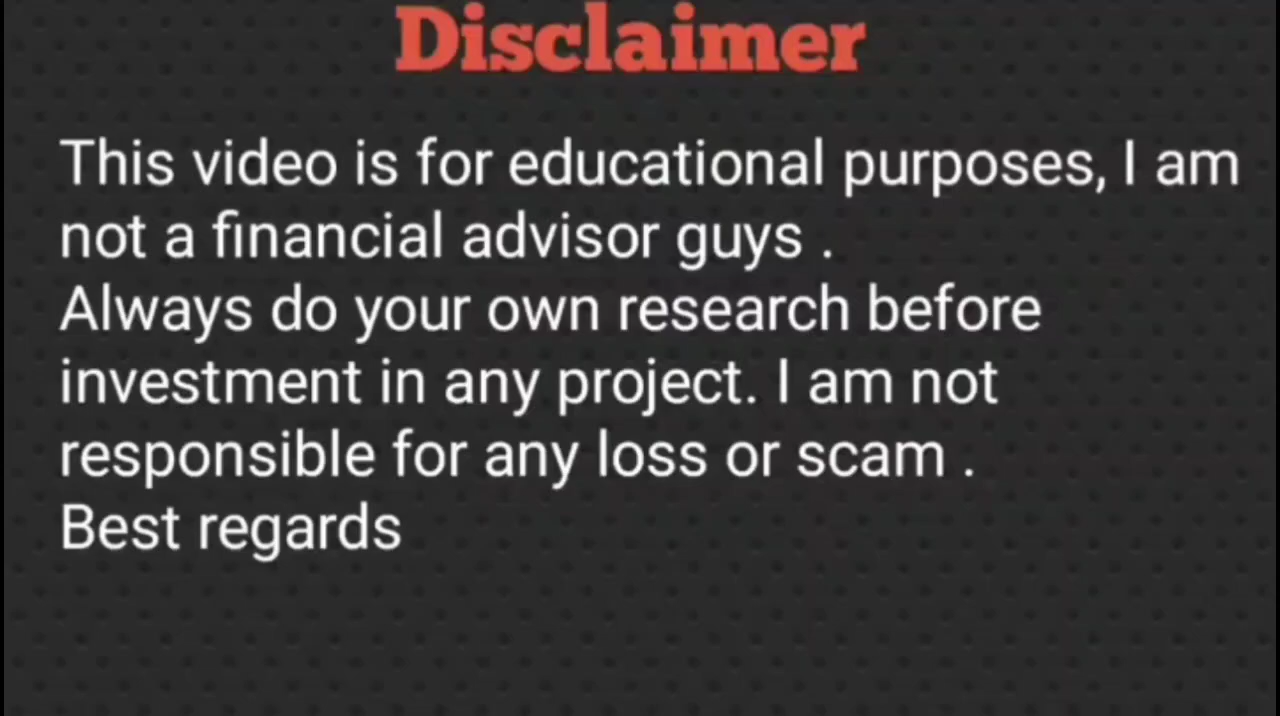 Disclaimer
This video is for educational purposes, I am
not a financial advisor guys .
Always do your own research before
investment in any project. I am not
responsible for any loss or scam .
Best regards